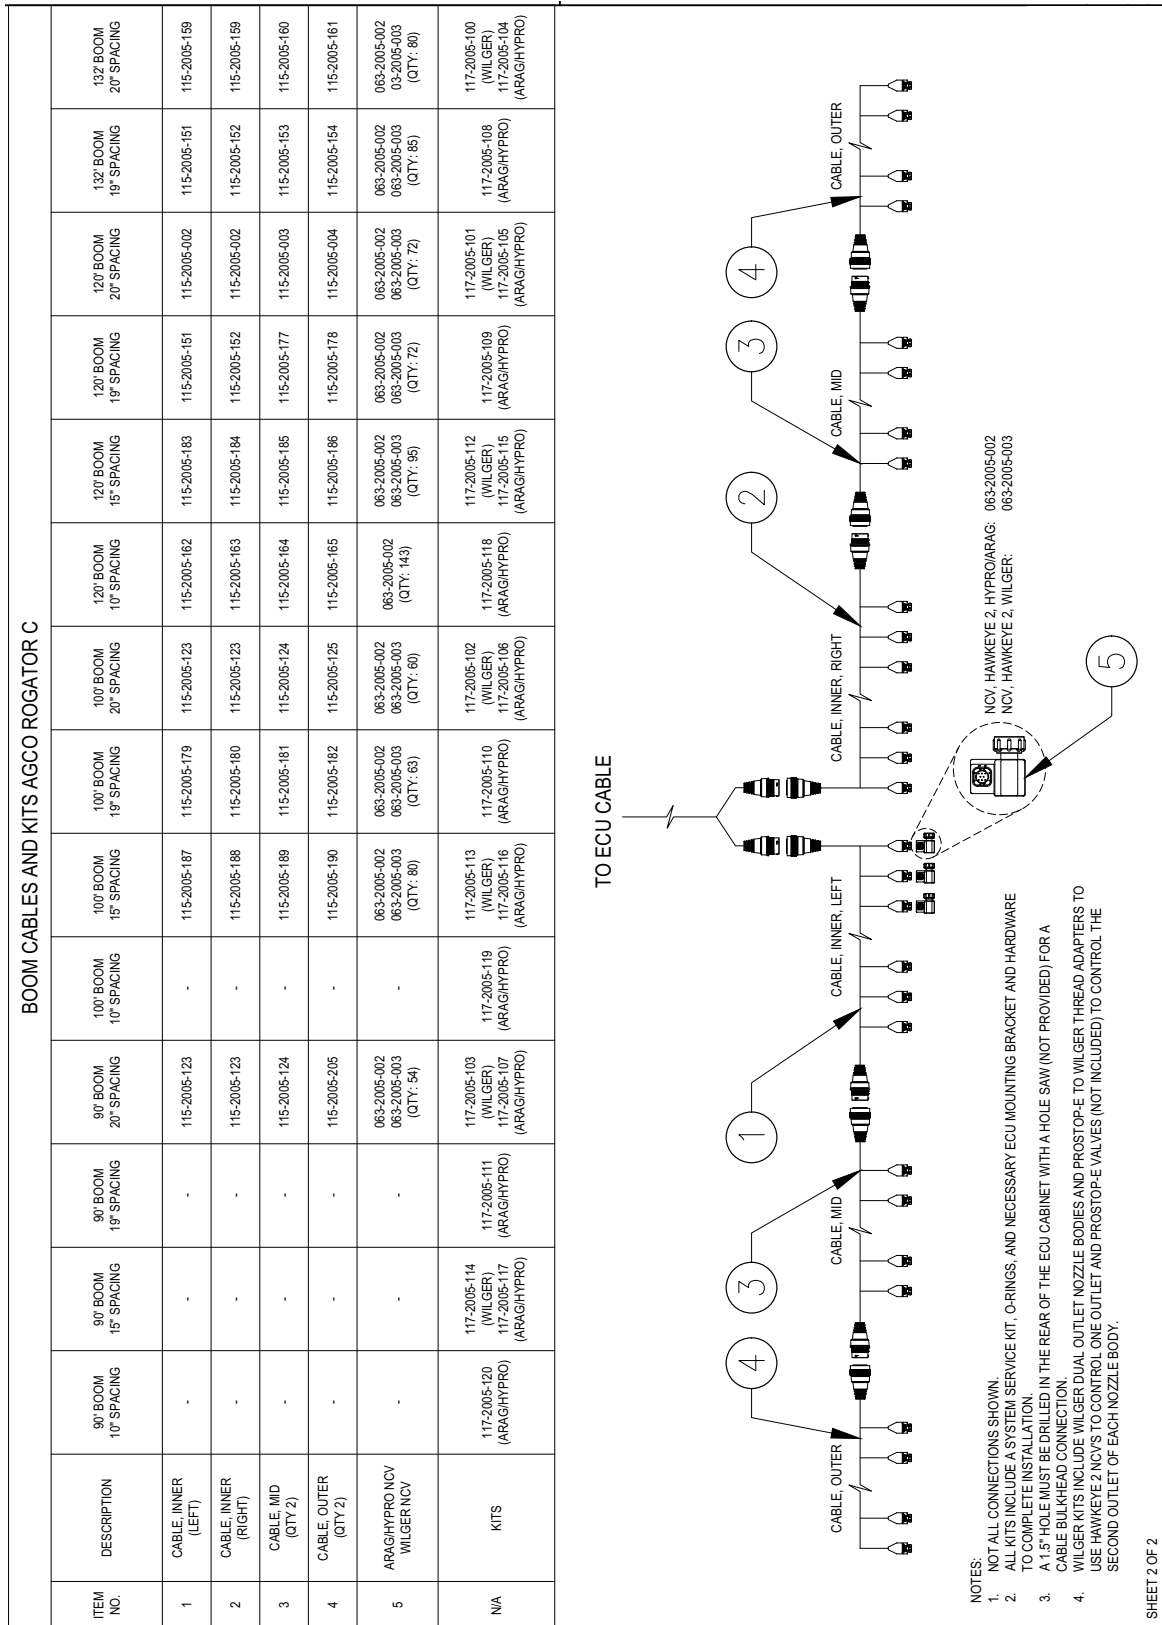 BOOM CABLES AND KITS AGCO ROGATOR C
ITEM NO. | DESCRIPTION | 90' BOOM 10" SPACING | 90' BOOM 15" SPACING | 90' BOOM 19" SPACING | 90' BOOM 20" SPACING | 100' BOOM 10" SPACING | 100' BOOM 15" SPACING | 100' BOOM 19" SPACING | 100' BOOM 20" SPACING | 120' BOOM 10" SPACING | 120' BOOM 15" SPACING | 120' BOOM 19" SPACING | 120' BOOM 20" SPACING | 132' BOOM 19" SPACING | 132' BOOM 20" SPACING
1 | CABLE, INNER (LEFT) | - | - | - | 115-2005-123 | - | 115-2005-187 | 115-2005-179 | 115-2005-123 | 115-2005-162 | 115-2005-183 | 115-2005-151 | 115-2005-002 | 115-2005-151 | 115-2005-159
2 | CABLE, INNER (RIGHT) | - | - | - | 115-2005-123 | - | 115-2005-188 | 115-2005-180 | 115-2005-123 | 115-2005-163 | 115-2005-184 | 115-2005-152 | 115-2005-002 | 115-2005-152 | 115-2005-159
3 | CABLE, MID (QTY 2) | - | - | - | 115-2005-124 | - | 115-2005-189 | 115-2005-181 | 115-2005-124 | 115-2005-164 | 115-2005-185 | 115-2005-177 | 115-2005-003 | 115-2005-153 | 115-2005-160
4 | CABLE, OUTER (QTY 2) | - | - | - | 115-2005-205 | - | 115-2005-190 | 115-2005-182 | 115-2005-125 | 115-2005-165 | 115-2005-186 | 115-2005-178 | 115-2005-004 | 115-2005-154 | 115-2005-161
5 | ARAG/HYPRO NCV WILGER NCV | - | - | - | 063-2005-002 063-2005-003 (QTY: 54) | - | 063-2005-002 063-2005-003 (QTY: 80) | 063-2005-002 063-2005-003 (QTY: 63) | 063-2005-002 063-2005-003 (QTY: 60) | 063-2005-002 (QTY: 143) | 063-2005-002 063-2005-003 (QTY: 95) | 063-2005-002 063-2005-003 (QTY: 72) | 063-2005-002 063-2005-003 (QTY: 72) | 063-2005-002 063-2005-003 (QTY: 85) | 063-2005-002 03-2005-003 (QTY: 80)
N/A | KITS | 117-2005-120 (ARAG/HYPRO) | 117-2005-114 (WILGER) 117-2005-117 (ARAG/HYPRO) | 117-2005-111 (ARAG/HYPRO) | 117-2005-103 (WILGER) 117-2005-107 (ARAG/HYPRO) | 117-2005-119 (ARAG/HYPRO) | 117-2005-113 (WILGER) 117-2005-116 (ARAG/HYPRO) | 117-2005-110 (ARAG/HYPRO) | 117-2005-102 (WILGER) 117-2005-106 (ARAG/HYPRO) | 117-2005-118 (ARAG/HYPRO) | 117-2005-112 (WILGER) 117-2005-115 (ARAG/HYPRO) | 117-2005-109 (ARAG/HYPRO) | 117-2005-101 (WILGER) 117-2005-105 (ARAG/HYPRO) | 117-2005-108 (ARAG/HYPRO) | 117-2005-100 (WILGER) 117-2005-104 (ARAG/HYPRO)
TO ECU CABLE
4
3
1
2
3
4
CABLE, OUTER
CABLE, MID
CABLE, INNER, LEFT
CABLE, INNER, RIGHT
CABLE, MID
CABLE, OUTER
NCV, HAWKEYE 2, HYPRO/ARAG: 063-2005-002
NCV, HAWKEYE 2, WILGER: 063-2005-003
5
NOTES:
1. NOT ALL CONNECTIONS SHOWN.
2. ALL KITS INCLUDE A SYSTEM SERVICE KIT, O-RINGS, AND NECESSARY ECU MOUNTING BRACKET AND HARDWARE
TO COMPLETE INSTALLATION.
3. A 1.5" HOLE MUST BE DRILLED IN THE REAR OF THE ECU CABINET WITH A HOLE SAW (NOT PROVIDED) FOR A
CABLE BULKHEAD CONNECTION.
4. WILGER KITS INCLUDE WILGER DUAL OUTLET NOZZLE BODIES AND PROSTOP-E TO WILGER THREAD ADAPTERS TO
USE HAWKEYE 2 NCV'S TO CONTROL ONE OUTLET AND PROSTOP-E VALVES (NOT INCLUDED) TO CONTROL THE
SECOND OUTLET OF EACH NOZZLE BODY.
SHEET 2 OF 2